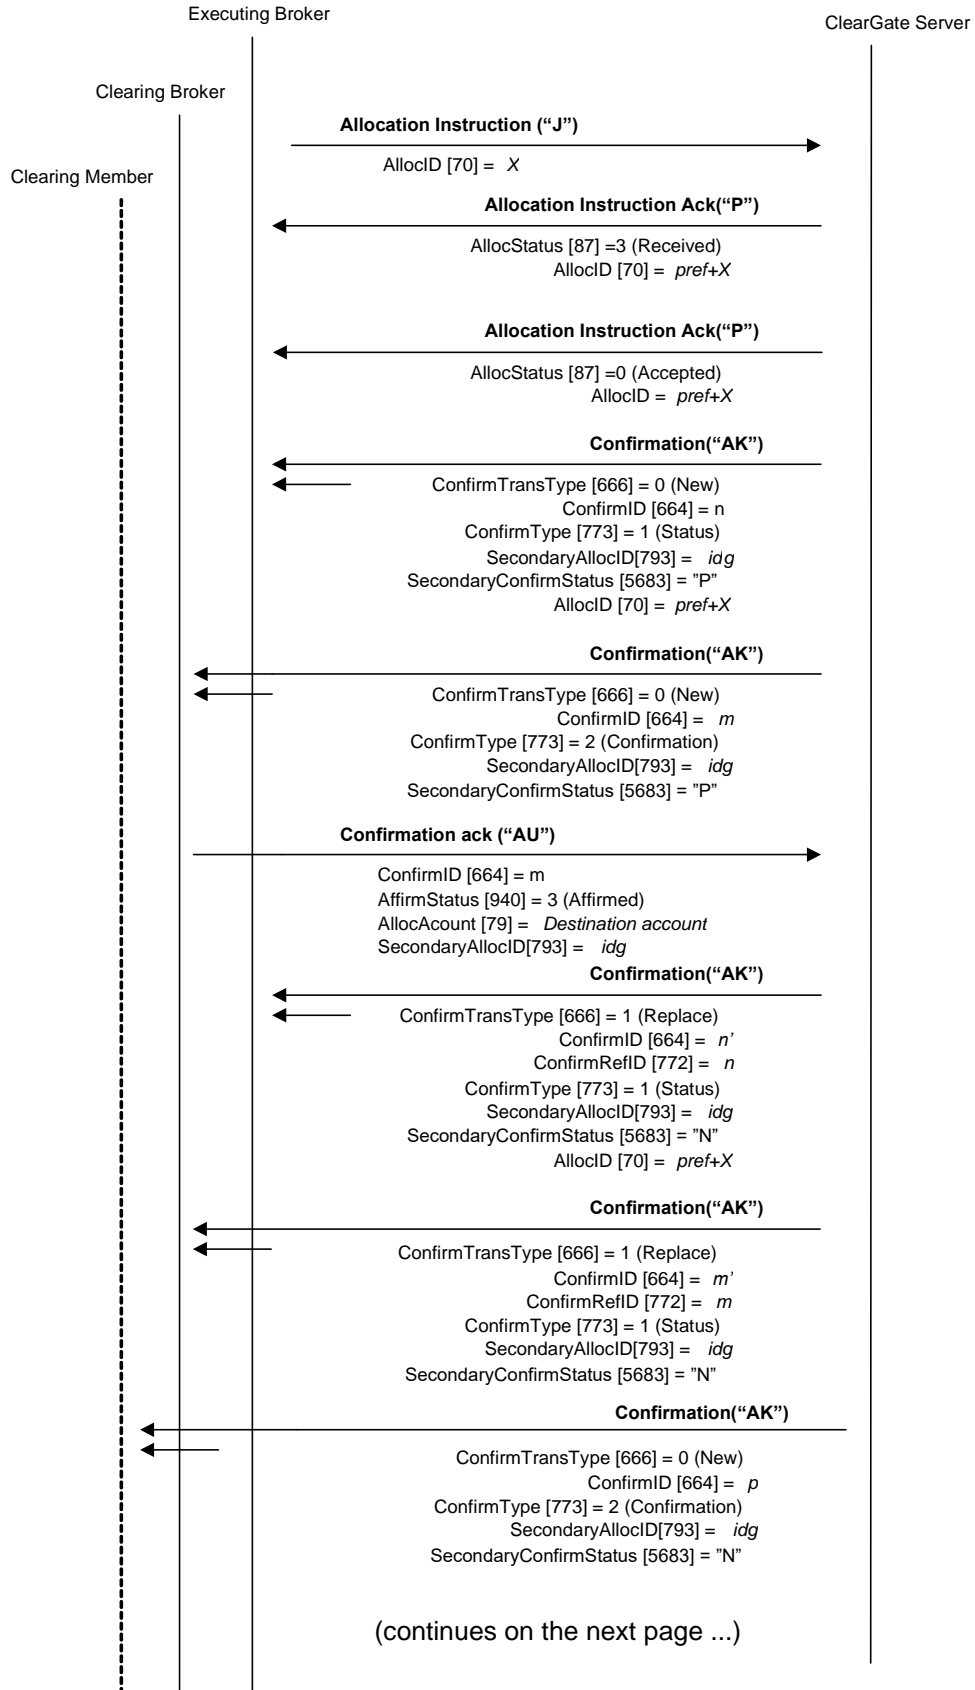 Executing Broker
ClearGate Server
Clearing Broker
Clearing Member
Allocation Instruction (“J”)
AllocID [70] = X
Allocation Instruction Ack(“P”)
AllocStatus [87] =3 (Received)
AllocID [70] = pref+X
Allocation Instruction Ack(“P”)
AllocStatus [87] =0 (Accepted)
AllocID = pref+X
Confirmation(“AK”)
ConfirmTransType [666] = 0 (New)
ConfirmID [664] = n
ConfirmType [773] = 1 (Status)
SecondaryAllocID[793] = idg
SecondaryConfirmStatus [5683] = ”P”
AllocID [70] = pref+X
Confirmation(“AK”)
ConfirmTransType [666] = 0 (New)
ConfirmID [664] = m
ConfirmType [773] = 2 (Confirmation)
SecondaryAllocID[793] = idg
SecondaryConfirmStatus [5683] = ”P”
Confirmation ack (“AU”)
ConfirmID [664] = m
AffirmStatus [940] = 3 (Affirmed)
AllocAcount [79] = Destination account
SecondaryAllocID[793] = idg
Confirmation(“AK”)
ConfirmTransType [666] = 1 (Replace)
ConfirmID [664] = n’
ConfirmRefID [772] = n
ConfirmType [773] = 1 (Status)
SecondaryAllocID[793] = idg
SecondaryConfirmStatus [5683] = ”N”
AllocID [70] = pref+X
Confirmation(“AK”)
ConfirmTransType [666] = 1 (Replace)
ConfirmID [664] = m’
ConfirmRefID [772] = m
ConfirmType [773] = 1 (Status)
SecondaryAllocID[793] = idg
SecondaryConfirmStatus [5683] = ”N”
Confirmation(“AK”)
ConfirmTransType [666] = 0 (New)
ConfirmID [664] = p
ConfirmType [773] = 2 (Confirmation)
SecondaryAllocID[793] = idg
SecondaryConfirmStatus [5683] = ”N”
(continues on the next page ...)